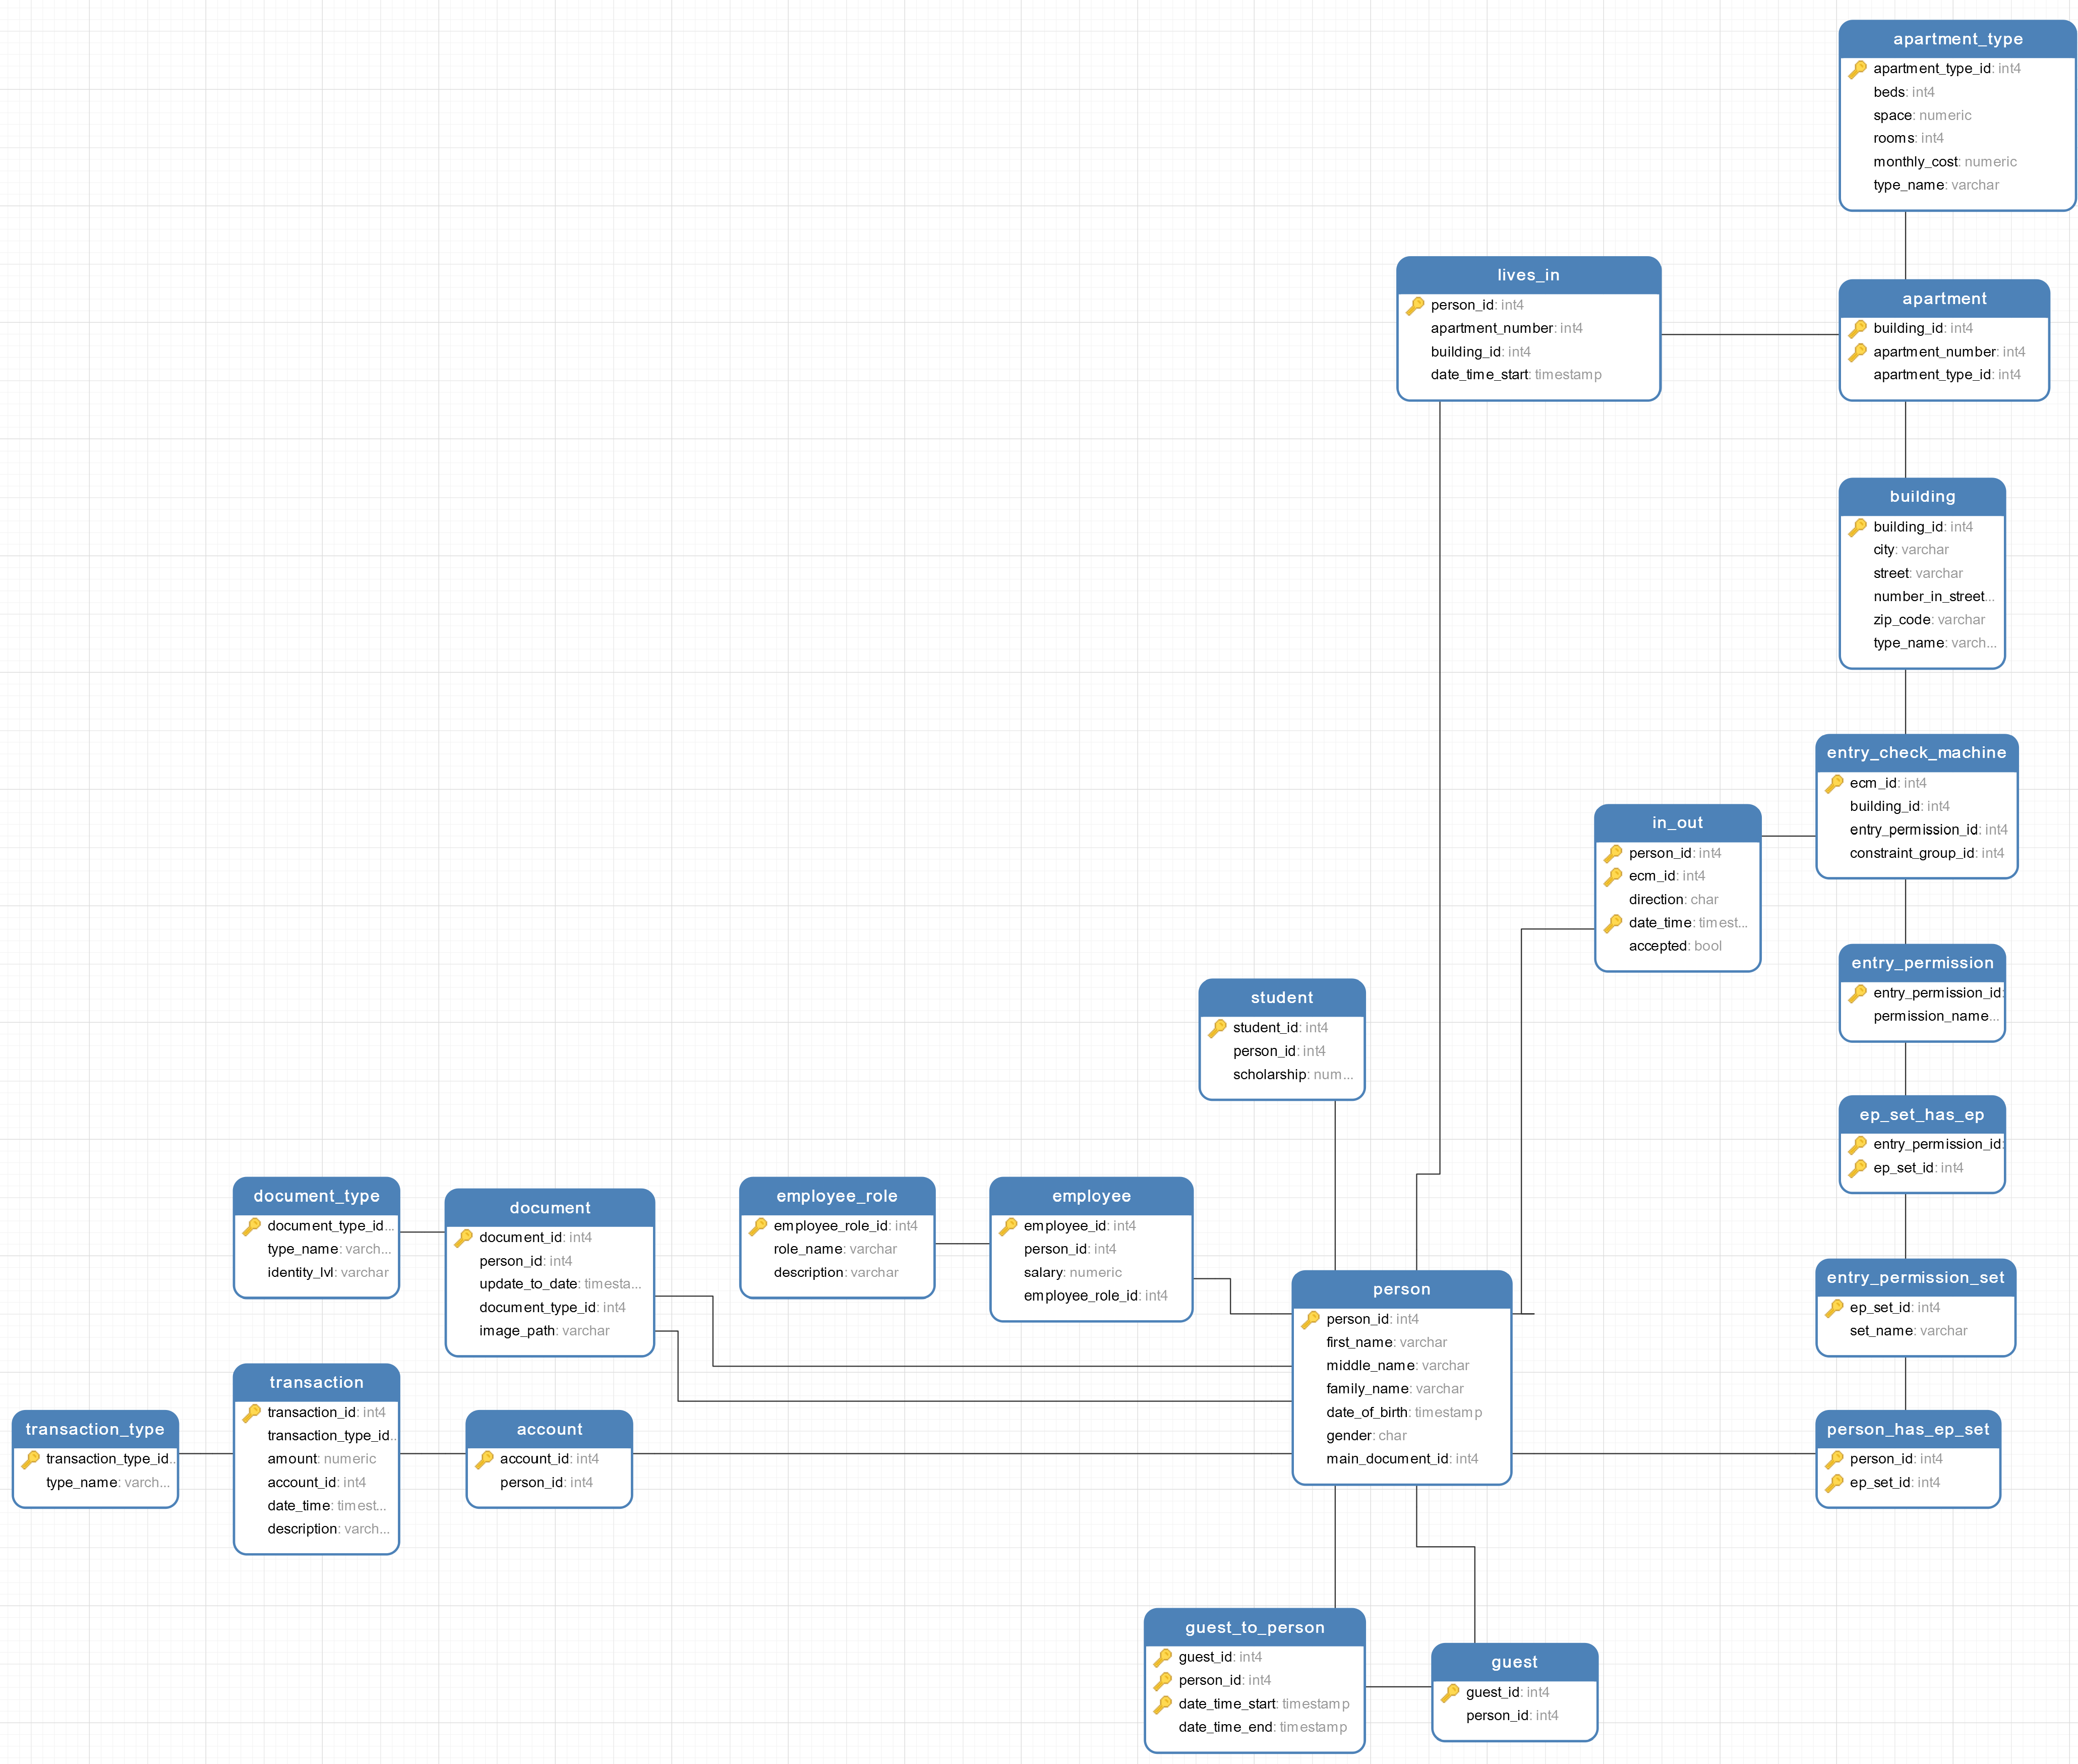 apartment_type
apartment_type_id: int4
beds: int4
space: numeric
rooms: int4
monthly_cost: numeric
type_name: varchar
lives_in
person_id: int4
apartment_number: int4
building_id: int4
date_time_start: timestamp
apartment
building_id: int4
apartment_number: int4
apartment_type_id: int4
building
building_id: int4
city: varchar
street: varchar
number_in_street...
zip_code: varchar
type_name: varch...
entry_check_machine
ecm_id: int4
building_id: int4
entry_permission_id: int4
constraint_group_id: int4
in_out
person_id: int4
ecm_id: int4
direction: char
date_time: timest...
accepted: bool
entry_permission
entry_permission_id:
permission_name...
student
student_id: int4
person_id: int4
scholarship: num...
ep_set_has_ep
entry_permission_id:
ep_set_id: int4
document_type
document_type_id...
type_name: varch...
identity_lvl: varchar
document
document_id: int4
person_id: int4
update_to_date: timesta...
document_type_id: int4
image_path: varchar
employee_role
employee_role_id: int4
role_name: varchar
description: varchar
employee
employee_id: int4
person_id: int4
salary: numeric
employee_role_id: int4
person
person_id: int4
first_name: varchar
middle_name: varchar
family_name: varchar
date_of_birth: timestamp
gender: char
main_document_id: int4
entry_permission_set
ep_set_id: int4
set_name: varchar
transaction_type
transaction_type_id...
type_name: varch...
transaction
transaction_id: int4
transaction_type_id..
amount: numeric
account_id: int4
date_time: timest...
description: varch...
account
account_id: int4
person_id: int4
person_has_ep_set
person_id: int4
ep_set_id: int4
guest_to_person
guest_id: int4
person_id: int4
date_time_start: timestamp
date_time_end: timestamp
guest
guest_id: int4
person_id: int4